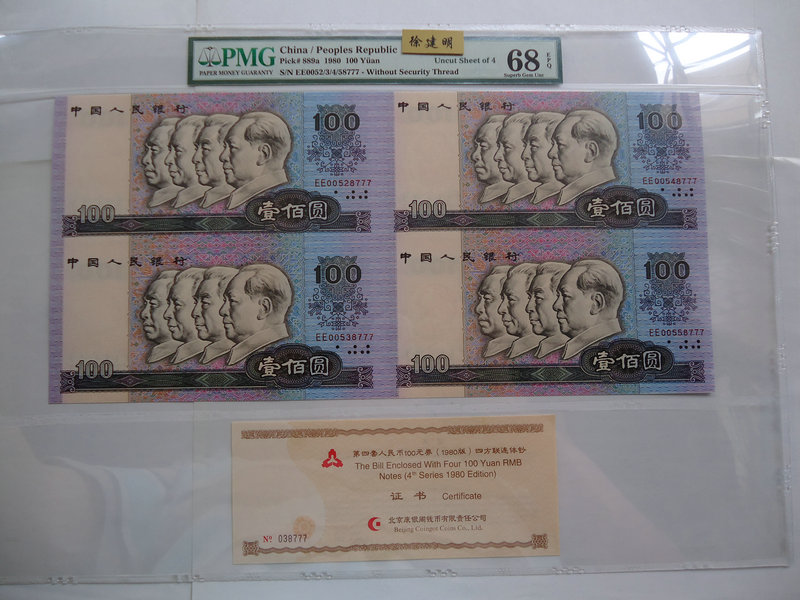 PMG
PAPER MONEY GUARANTY
China / Peoples Republic
Pick# 889a 1980 100 Yüan
S/N EE0052/3/4/58777 - Without Security Thread
徐建明
Uncut Sheet of 4
68
EPQ
Superb Gem Unc
中国人民银行
100
EE00528777
100
壹佰圆
中国人民银行
100
EE00548777
100
壹佰圆
中国人民银行
100
EE00538777
100
壹佰圆
中国人民银行
100
EE00558777
100
壹佰圆
第四套人民币100元券(1980版)四方联连体钞
The Bill Enclosed With Four 100 Yuan RMB
Notes (4th Series 1980 Edition)
证 书 Certificate
北京康银阁钱币有限责任公司
Beijing Coingot Coins Co., Ltd.
Nº 038777